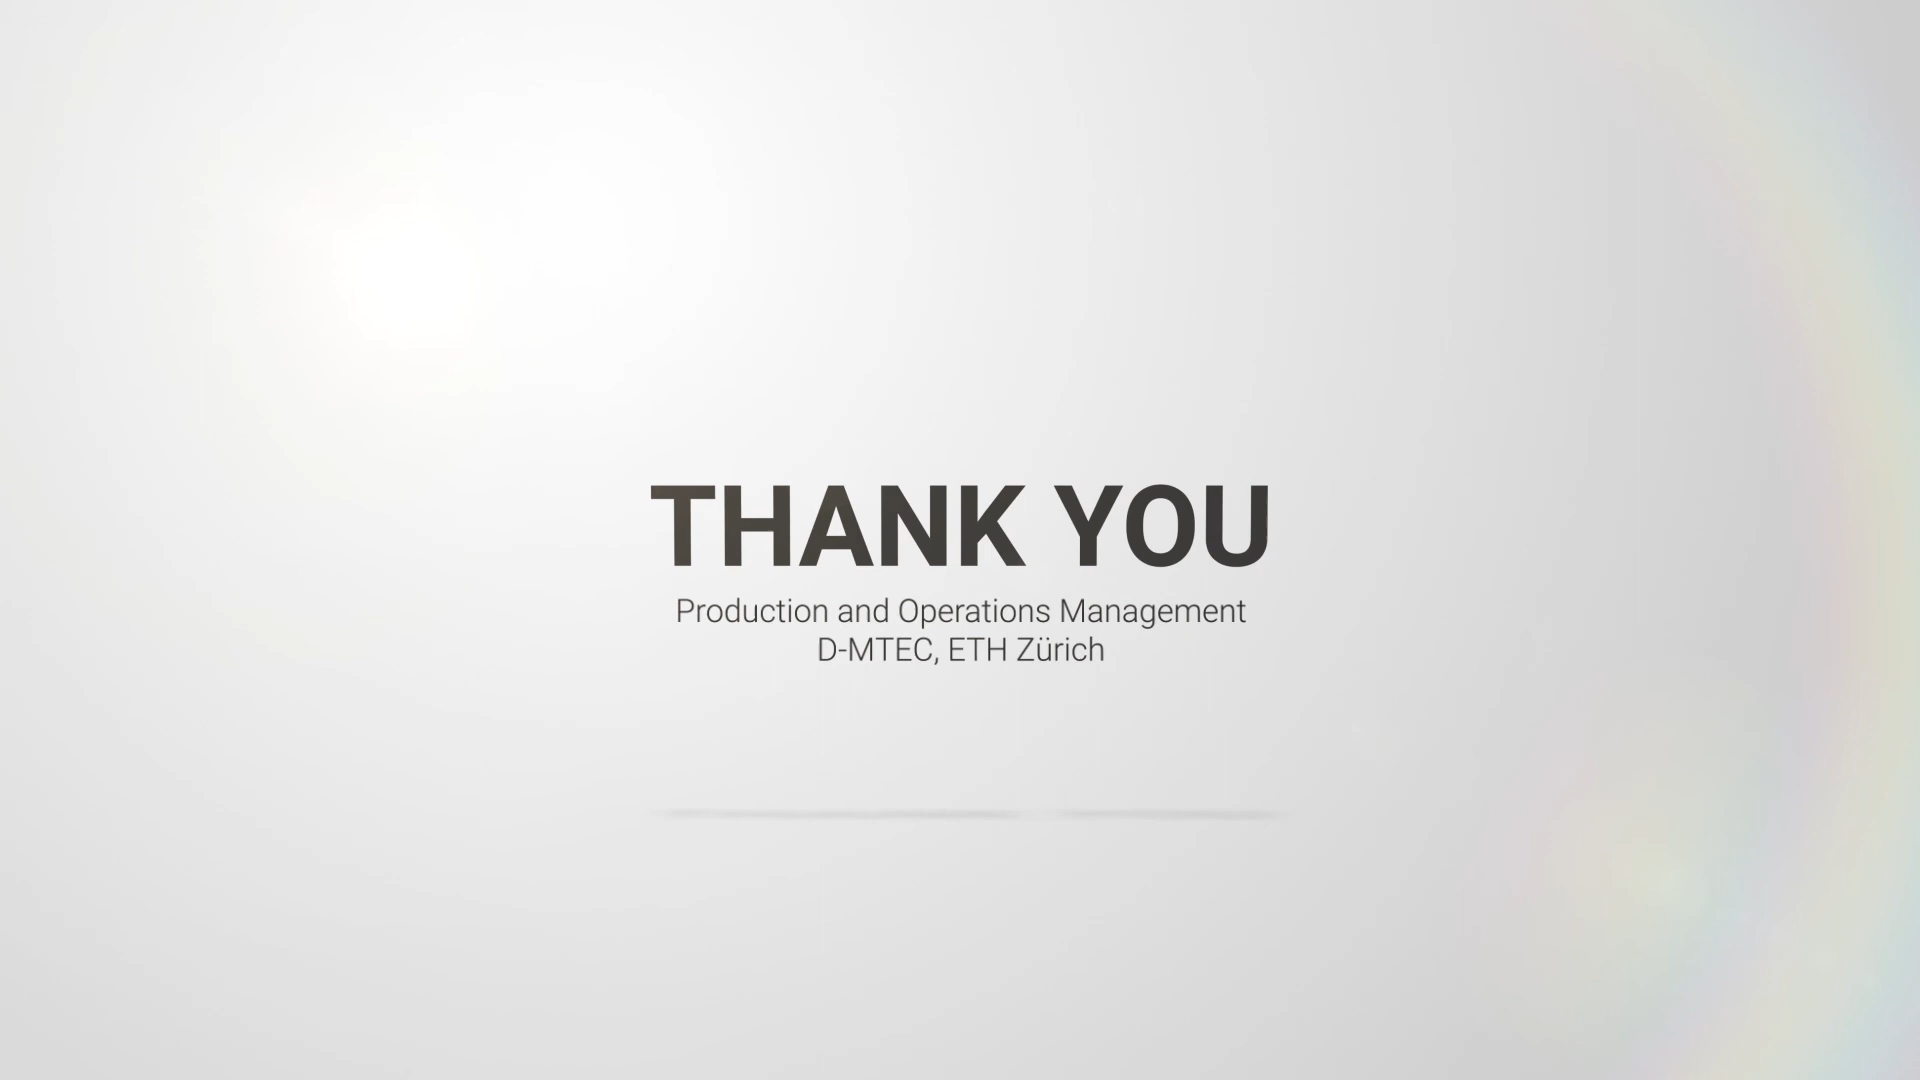 THANK YOU
Production and Operations Management
D-MTEC, ETH Zürich